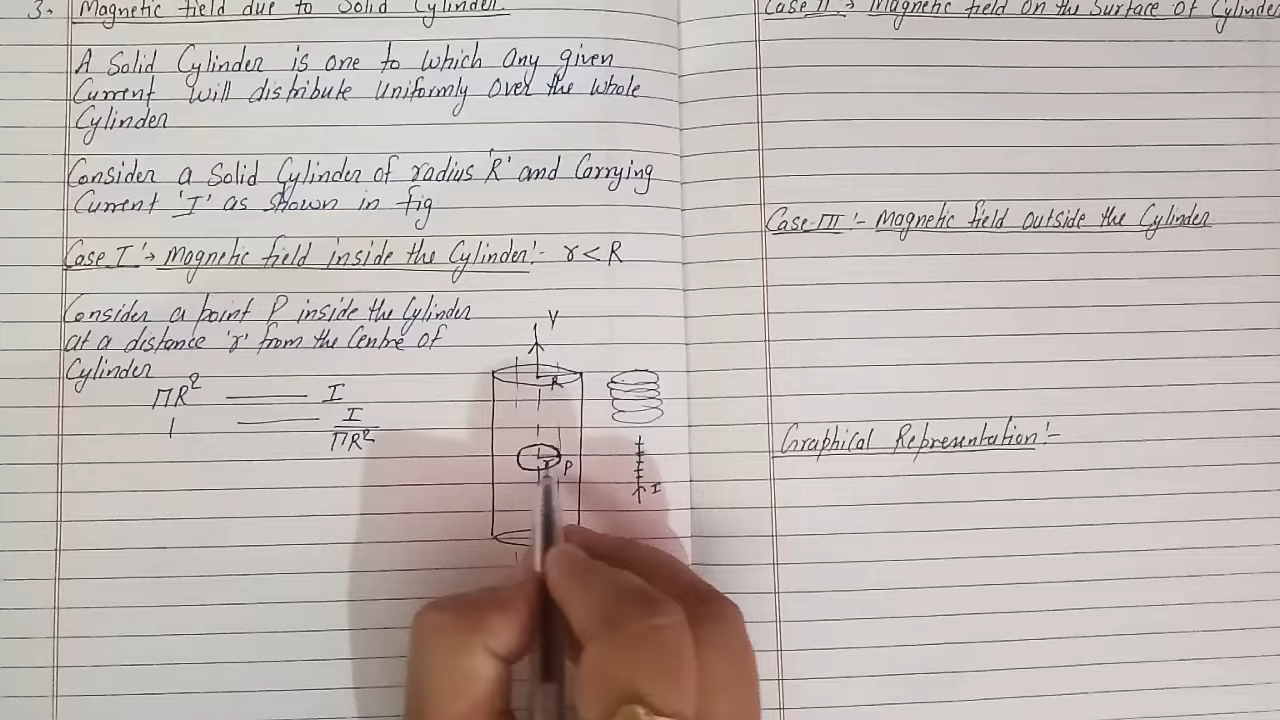 3. Magnetic field due to Solid Cylinder.
A Solid Cylinder is one to which any given
Current will distribute uniformly over the whole
Cylinder
Consider a Solid Cylinder of radius 'R' and Carrying
Current 'I' as shown in fig
Case I :→ Magnetic field inside the Cylinder:- r < R
Consider a point P inside the Cylinder
at a distance 'r' from the Centre of
Cylinder
πR² —— I
1 —— I/πR²
Y
R
r P
I
Case II → Magnetic field on the Surface of Cylinder
Case III :- Magnetic field outside the Cylinder
Graphical Representation:-